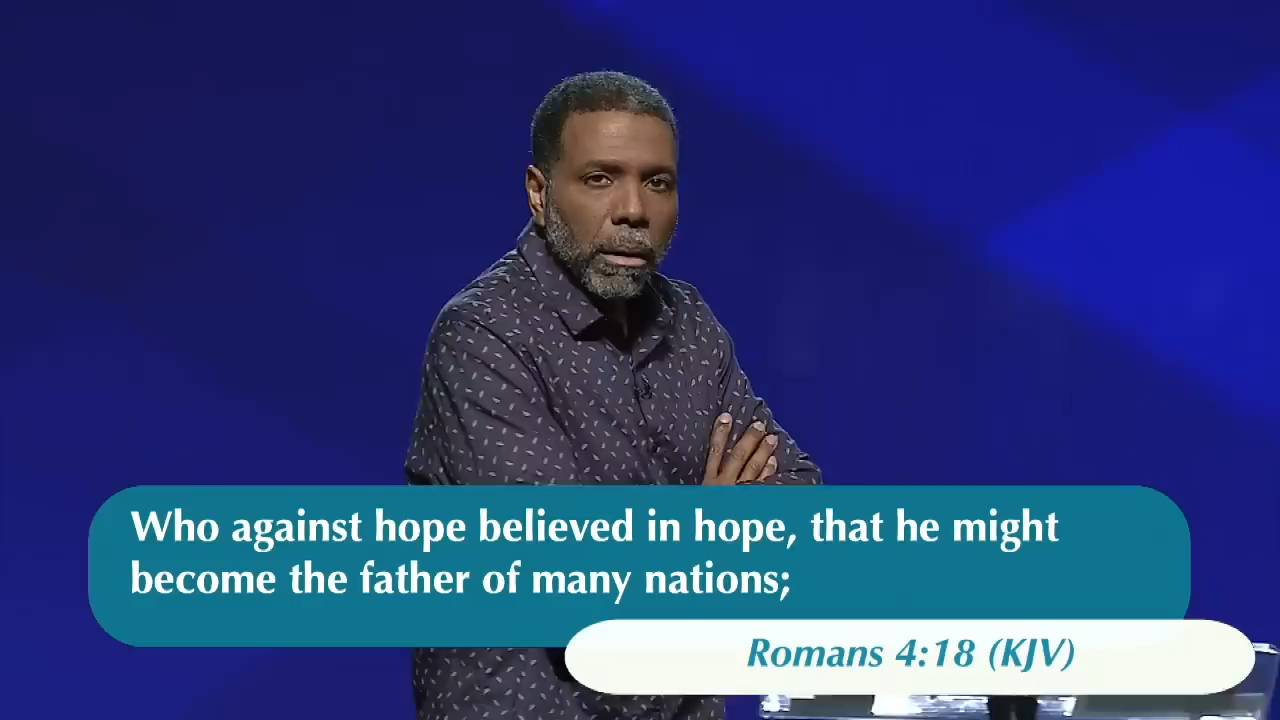 Who against hope believed in hope, that he might
become the father of many nations;
Romans 4:18 (KJV)